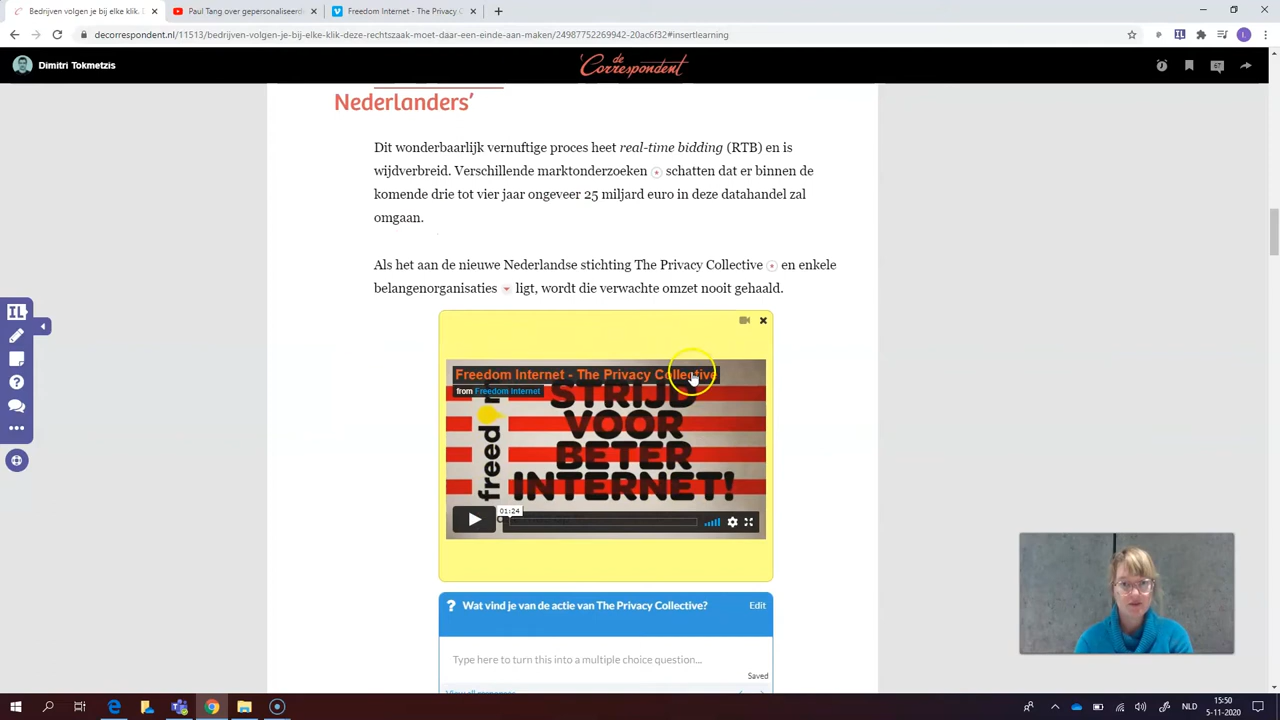 Bedrijven volgen je bij elke klik. D
Paul Tang over gepersonaliseerd
Freedom Internet - The Privacy C
decorrespondent.nl/11513/bedrijven-volgen-je-bij-elke-klik-deze-rechtszaak-moet-daar-een-einde-aan-maken/24987752269942-20ac6f32#insertlearning
Dimitri Tokmetzis
de
Correspondent
67
Nederlanders’
Dit wonderbaarlijk vernuftige proces heet real-time bidding (RTB) en is
wijdverbreid. Verschillende marktonderzoeken schatten dat er binnen de
komende drie tot vier jaar ongeveer 25 miljard euro in deze datahandel zal
omgaan.
Als het aan de nieuwe Nederlandse stichting The Privacy Collective en enkele
belangenorganisaties ligt, wordt die verwachte omzet nooit gehaald.
IL
Freedom Internet - The Privacy Collective
from Freedom Internet
STRIJD
VOOR
BETER
INTERNET!
freed
01:24
? Wat vind je van de actie van The Privacy Collective?
Edit
Type here to turn this into a multiple choice question...
Saved
View all responses
NLD
15:50
5-11-2020